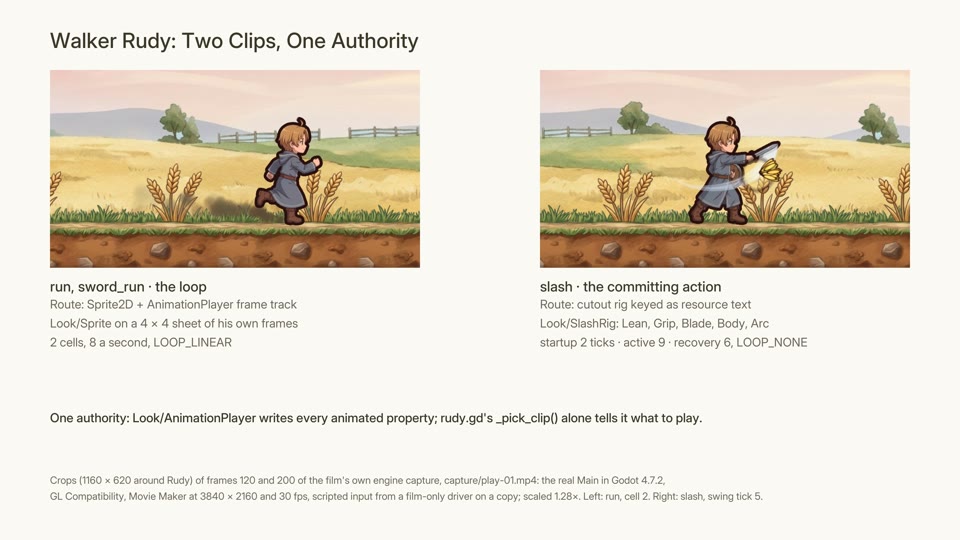 Walker Rudy: Two Clips, One Authority
run, sword_run · the loop
Route: Sprite2D + AnimationPlayer frame track
Look/Sprite on a 4 × 4 sheet of his own frames
2 cells, 8 a second, LOOP_LINEAR
slash · the committing action
Route: cutout rig keyed as resource text
Look/SlashRig: Lean, Grip, Blade, Body, Arc
startup 2 ticks · active 9 · recovery 6, LOOP_NONE
One authority: Look/AnimationPlayer writes every animated property; rudy.gd's _pick_clip() alone tells it what to play.
Crops (1160 × 620 around Rudy) of frames 120 and 200 of the film's own engine capture, capture/play-01.mp4: the real Main in Godot 4.7.2,
GL Compatibility, Movie Maker at 3840 × 2160 and 30 fps, scripted input from a film-only driver on a copy; scaled 1.28×. Left: run, cell 2. Right: slash, swing tick 5.